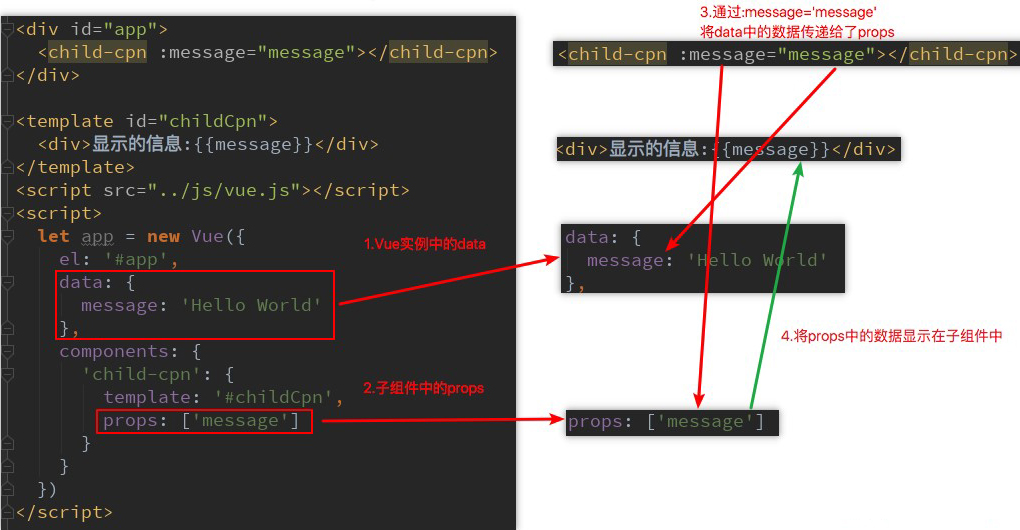 <div id="app">
  <child-cpn :message="message"></child-cpn>
</div>

<template id="childCpn">
  <div>显示的信息:{{message}}</div>
</template>
<script src="../js/vue.js"></script>
<script>
  let app = new Vue({
    el: '#app',
    data: {
      message: 'Hello World'
    },
    components: {
      'child-cpn': {
        template: '#childCpn',
        props: ['message']
      }
    }
  })
</script>
1.Vue实例中的data
2.子组件中的props
3.通过:message='message'
将data中的数据传递给了props
<child-cpn :message="message"></child-cpn>
<div>显示的信息:{{message}}</div>
data: {
  message: 'Hello World'
},
4.将props中的数据显示在子组件中
props: ['message']